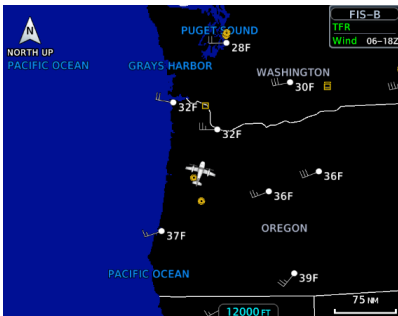 FIS-B
TFR
Wind 06-18Z
PUGET SOUND
28F
NORTH UP
PACIFIC OCEAN
GRAYS HARBOR
WASHINGTON
30F
32F
32F
36F
36F
37F
OREGON
PACIFIC OCEAN
39F
75 NM
12000 FT